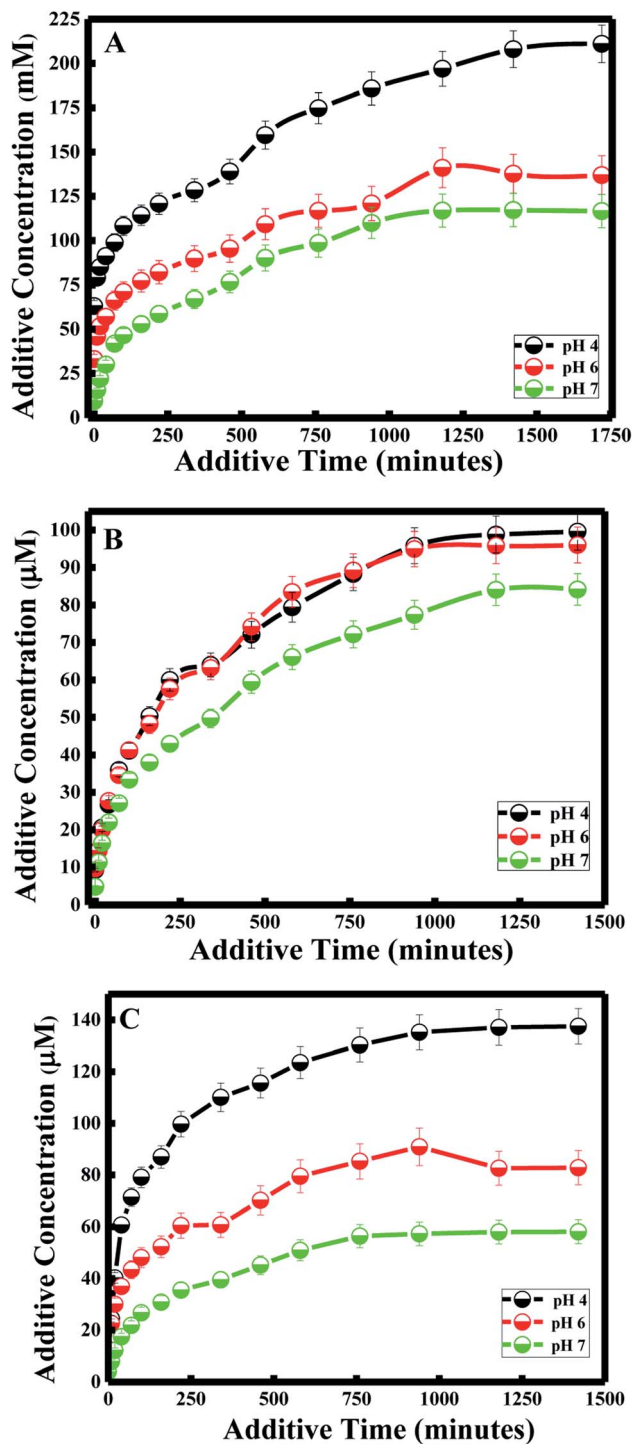 A
Additive Concentration (mM)
225
200
175
150
125
100
75
50
25
0
pH 4
pH 6
pH 7
0 250 500 750 1000 1250 1500 1750
Additive Time (minutes)
B
Additive Concentration (µM)
100
90
80
70
60
50
40
30
20
10
0
pH 4
pH 6
pH 7
0 250 500 750 1000 1250 1500
Additive Time (minutes)
C
Additive Concentration (µM)
140
120
100
80
60
40
20
0
pH 4
pH 6
pH 7
0 250 500 750 1000 1250 1500
Additive Time (minutes)